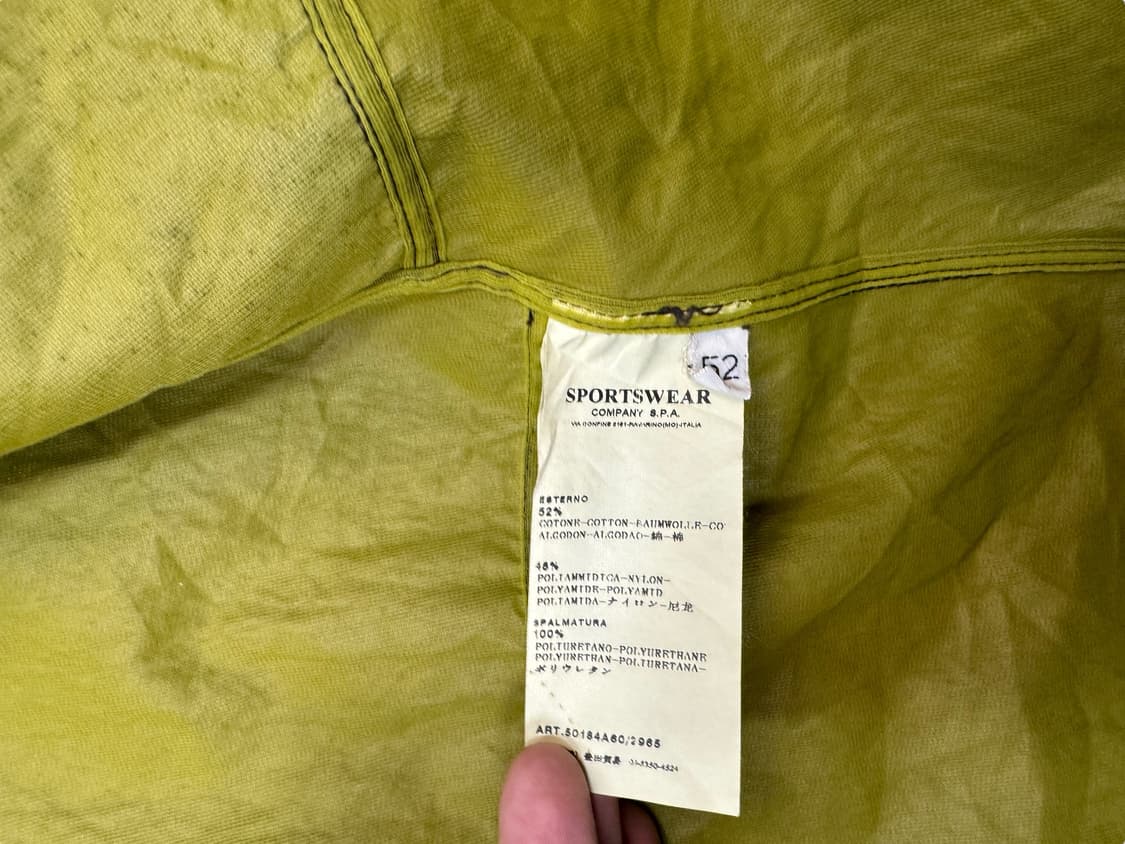 52
SPORTSWEAR
COMPANY S.P.A.
ESTERNO
52%
COTONE-COTTON-BAUMWOLLE-CO
ALGODON-ALGODAO-綿-棉
48%
POLIAMMIDICA-NYLON-
POLYAMIDE-POLYAMID
POLIAMIDA-ナイロン-尼龙
SPALMATURA
100%
POLIURETANO-POLYURETHANE
POLYURETHAN-POLIURETANA-
ポリウレタン
ART.50184A60/2965